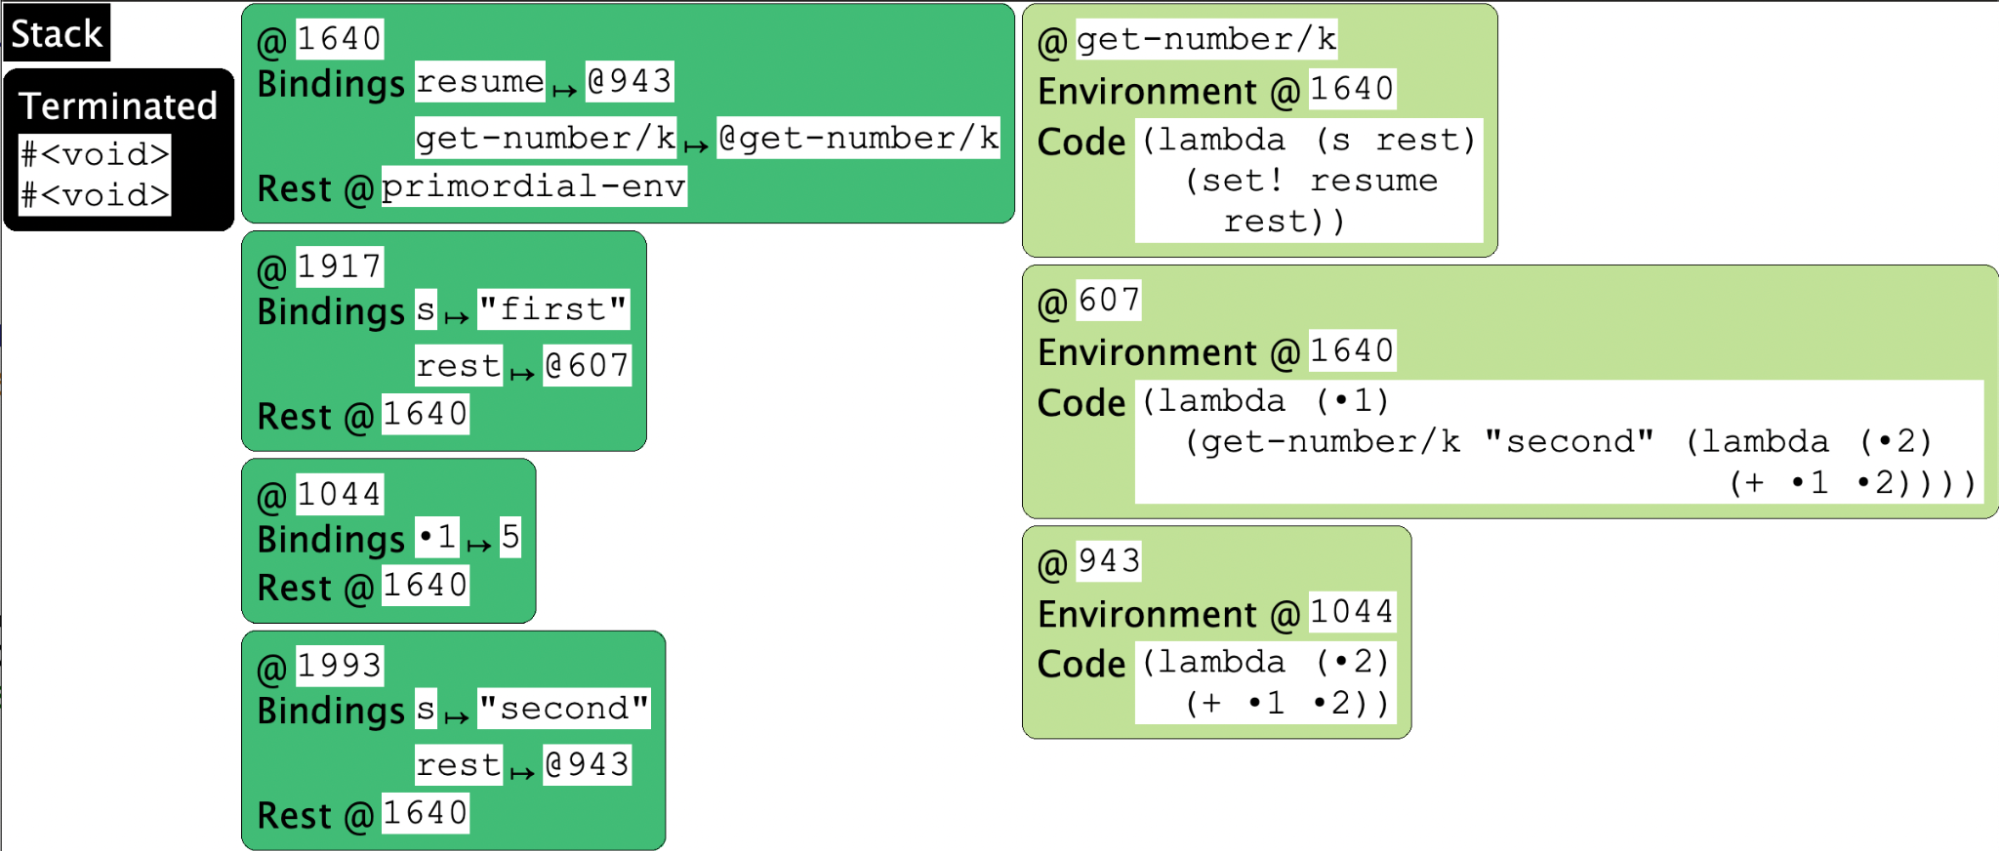 Stack
Terminated
#<void>
#<void>
@ 1640
Bindings resume ↦ @943
get-number/k ↦ @get-number/k
Rest @ primordial-env
@ 1917
Bindings s ↦ "first"
rest ↦ @607
Rest @ 1640
@ 1044
Bindings •1 ↦ 5
Rest @ 1640
@ 1993
Bindings s ↦ "second"
rest ↦ @943
Rest @ 1640
@ get-number/k
Environment @ 1640
Code (lambda (s rest)
(set! resume
rest))
@ 607
Environment @ 1640
Code (lambda (•1)
(get-number/k "second" (lambda (•2)
(+ •1 •2))))
@ 943
Environment @ 1044
Code (lambda (•2)
(+ •1 •2))